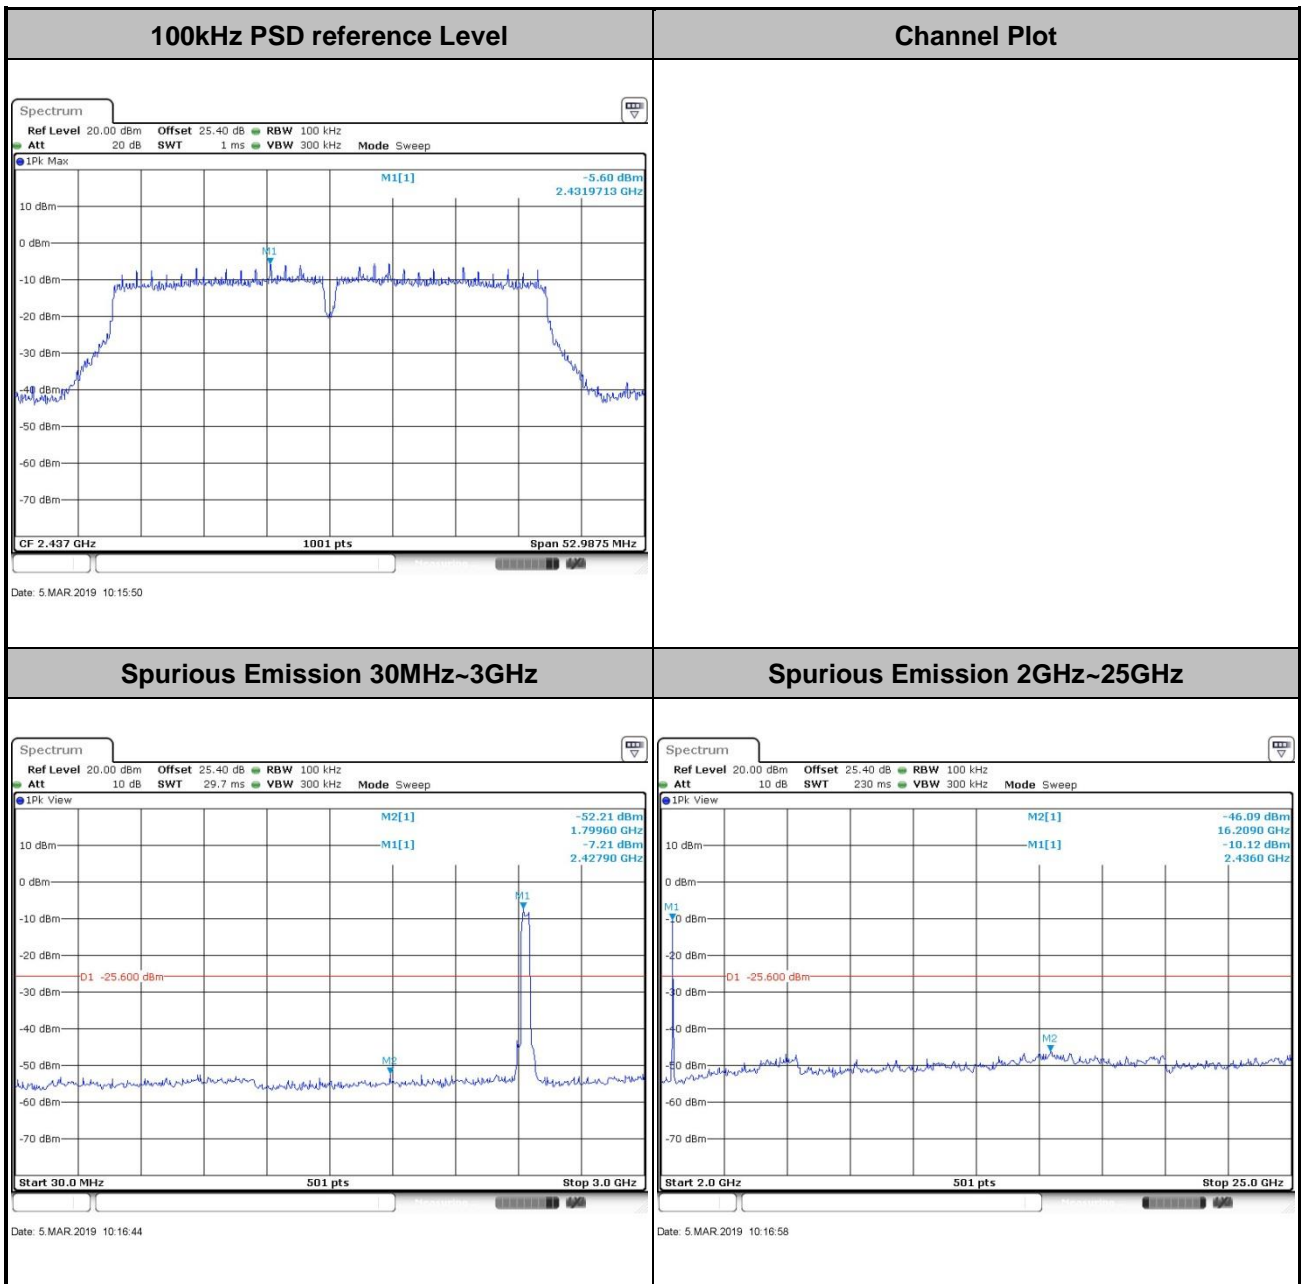 100kHz PSD reference Level
Channel Plot
Spectrum
Ref Level 20.00 dBm Offset 25.40 dB RBW 100 kHz
Att 20 dB SWT 1 ms VBW 300 kHz Mode Sweep
1Pk Max
M1[1] -5.60 dBm
2.4319713 GHz
10 dBm
0 dBm
M1
-10 dBm
-20 dBm
-30 dBm
-40 dBm
-50 dBm
-60 dBm
-70 dBm
CF 2.437 GHz 1001 pts Span 52.9875 MHz
Date: 5.MAR.2019 10:15:50
Spurious Emission 30MHz~3GHz
Spurious Emission 2GHz~25GHz
Spectrum
Ref Level 20.00 dBm Offset 25.40 dB RBW 100 kHz
Att 10 dB SWT 29.7 ms VBW 300 kHz Mode Sweep
1Pk View
M2[1] -52.21 dBm
1.79960 GHz
10 dBm M1[1] -7.21 dBm
2.42790 GHz
0 dBm
M1
-10 dBm
-20 dBm
D1 -25.600 dBm
-30 dBm
-40 dBm
M2
-50 dBm
-60 dBm
-70 dBm
Start 30.0 MHz 501 pts Stop 3.0 GHz
Date: 5.MAR.2019 10:16:44
Spectrum
Ref Level 20.00 dBm Offset 25.40 dB RBW 100 kHz
Att 10 dB SWT 230 ms VBW 300 kHz Mode Sweep
1Pk View
M2[1] -46.09 dBm
16.2090 GHz
10 dBm M1[1] -10.12 dBm
2.4360 GHz
0 dBm
M1
-10 dBm
-20 dBm
D1 -25.600 dBm
-30 dBm
-40 dBm
M2
-50 dBm
-60 dBm
-70 dBm
Start 2.0 GHz 501 pts Stop 25.0 GHz
Date: 5.MAR.2019 10:16:58